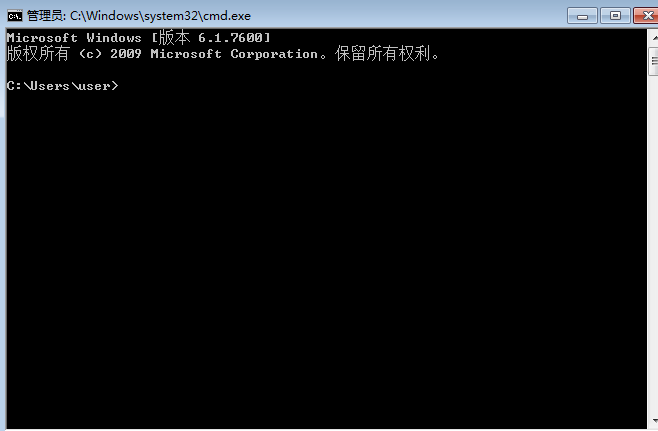 管理员: C:\Windows\system32\cmd.exe
Microsoft Windows [版本 6.1.7600]
版权所有 (c) 2009 Microsoft Corporation。保留所有权利。
C:\Users\user>